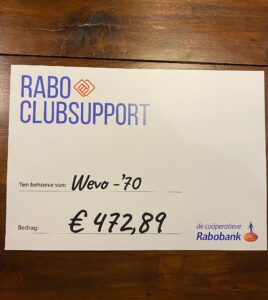 RABO
CLUBSUPPORT
Ten behoeve van: Wevo-'70
Bedrag: € 472,89
de coöperatieve
Rabobank